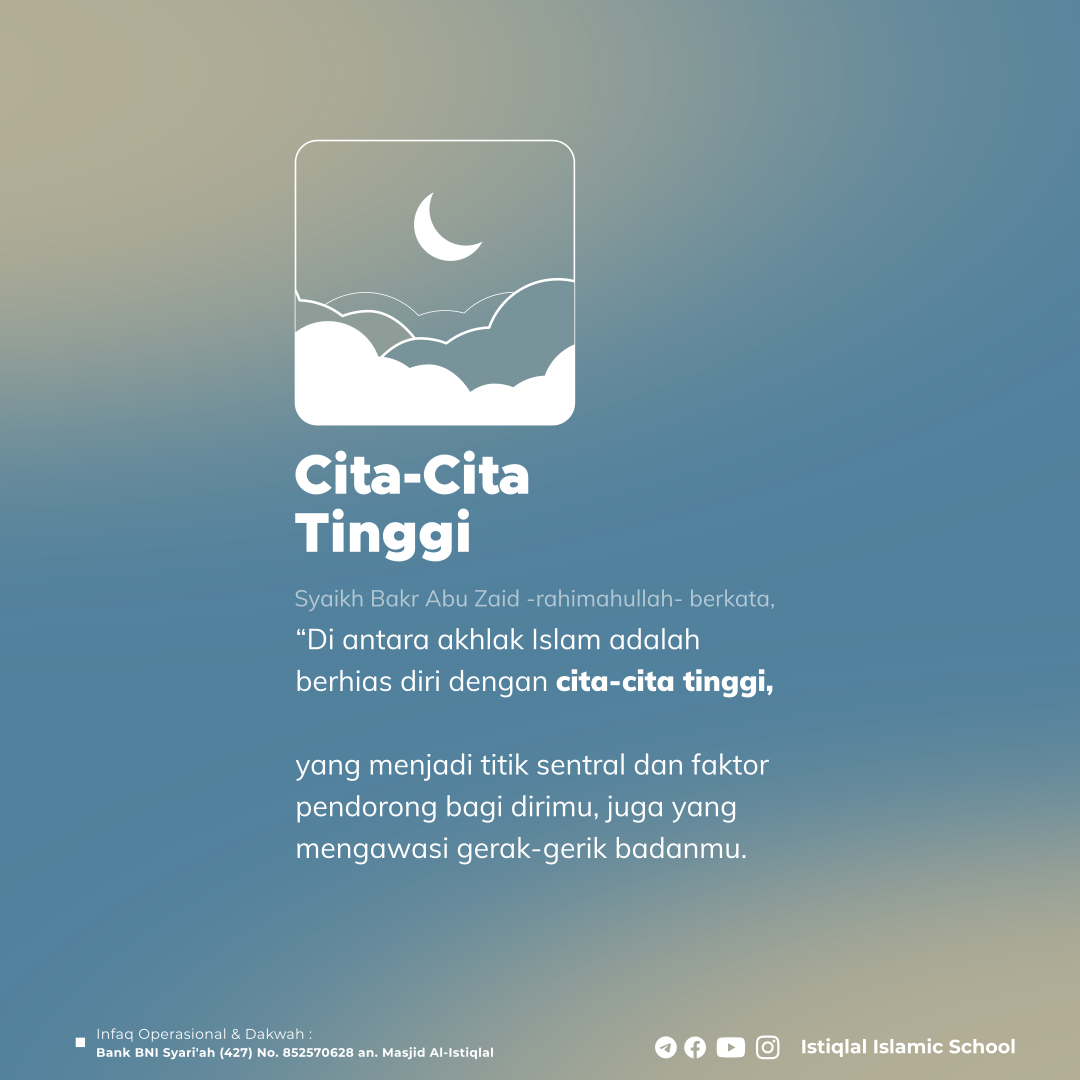 Cita-Cita
Tinggi
Syaikh Bakr Abu Zaid -rahimahullah- berkata,
“Di antara akhlak Islam adalah
berhias diri dengan cita-cita tinggi,
yang menjadi titik sentral dan faktor
pendorong bagi dirimu, juga yang
mengawasi gerak-gerik badanmu.
Infaq Operasional & Dakwah :
Bank BNI Syari'ah (427) No. 852570628 an. Masjid Al-Istiqlal
Istiqlal Islamic School